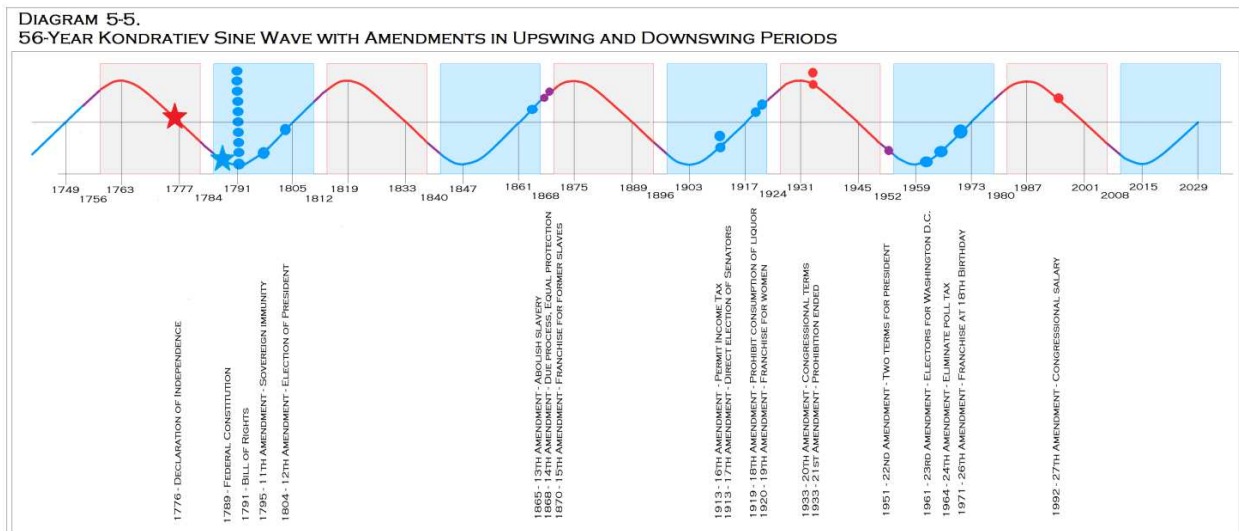 DIAGRAM 5-5.
56-YEAR KONDRATIEV SINE WAVE WITH AMENDMENTS IN UPSWING AND DOWNSWING PERIODS
1749
1756
1763
1777
1784
1791
1805
1812
1819
1833
1840
1847
1861
1868
1875
1889
1896
1903
1917
1924
1931
1945
1952
1959
1973
1980
1987
2001
2008
2015
2029
1776 - DECLARATION OF INDEPENDENCE
1789 - FEDERAL CONSTITUTION
1791 - BILL OF RIGHTS
1795 - 11TH AMENDMENT - SOVEREIGN IMMUNITY
1804 - 12TH AMENDMENT - ELECTION OF PRESIDENT
1865 - 13TH AMENDMENT - ABOLISH SLAVERY
1868 - 14TH AMENDMENT - DUE PROCESS, EQUAL PROTECTION
1870 - 15TH AMENDMENT - FRANCHISE FOR FORMER SLAVES
1913 - 16TH AMENDMENT - PERMIT INCOME TAX
1913 - 17TH AMENDMENT - DIRECT ELECTION OF SENATORS
1919 - 18TH AMENDMENT - PROHIBIT CONSUMPTION OF LIQUOR
1920 - 19TH AMENDMENT - FRANCHISE FOR WOMEN
1933 - 20TH AMENDMENT - CONGRESSIONAL TERMS
1933 - 21ST AMENDMENT - PROHIBITION ENDED
1951 - 22ND AMENDMENT - TWO TERMS FOR PRESIDENT
1961 - 23RD AMENDMENT - ELECTORS FOR WASHINGTON D.C.
1964 - 24TH AMENDMENT - ELIMINATE POLL TAX
1971 - 26TH AMENDMENT - FRANCHISE AT 18TH BIRTHDAY
1992 - 27TH AMENDMENT - CONGRESSIONAL SALARY